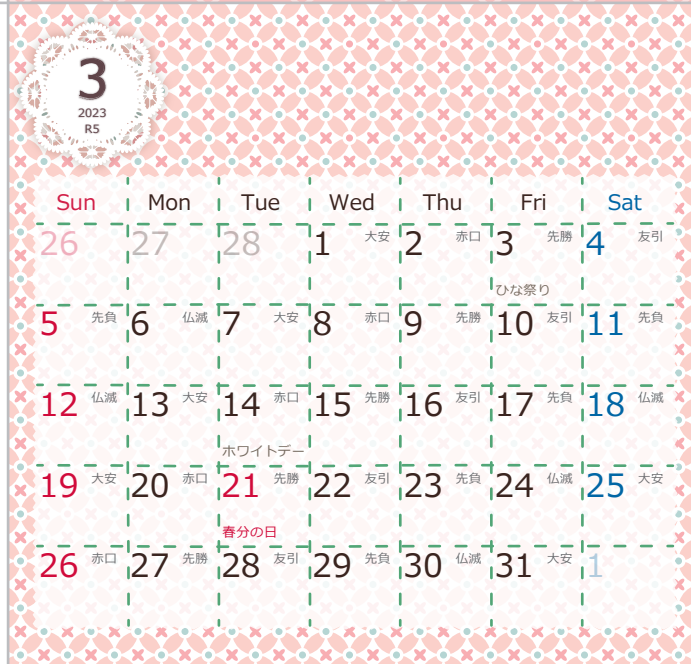 3
2023
R5
Sun Mon Tue Wed Thu Fri Sat
26 27 28 1 大安 2 赤口 3 先勝 4 友引
ひな祭り
5 先負 6 仏滅 7 大安 8 赤口 9 先勝 10 友引 11 先負
12 仏滅 13 大安 14 赤口 15 先勝 16 友引 17 先負 18 仏滅
ホワイトデー
19 大安 20 赤口 21 先勝 22 友引 23 先負 24 仏滅 25 大安
春分の日
26 赤口 27 先勝 28 友引 29 先負 30 仏滅 31 大安 1